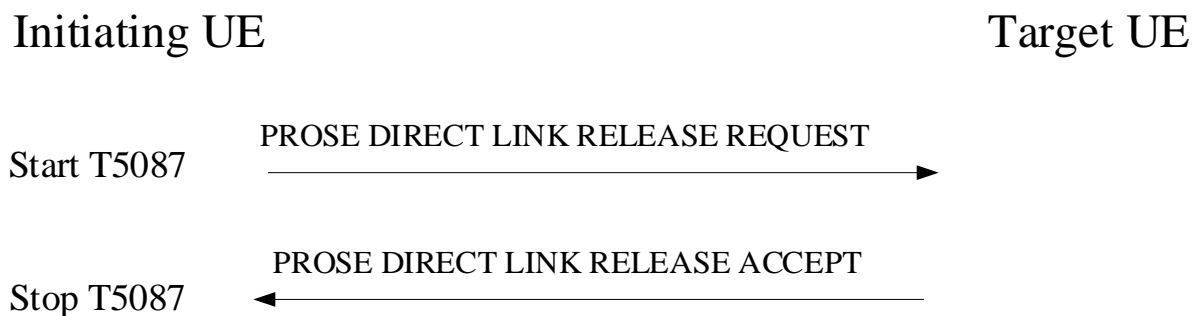 Initiating UE Target UE
PROSE DIRECT LINK RELEASE REQUEST
Start T5087
PROSE DIRECT LINK RELEASE ACCEPT
Stop T5087